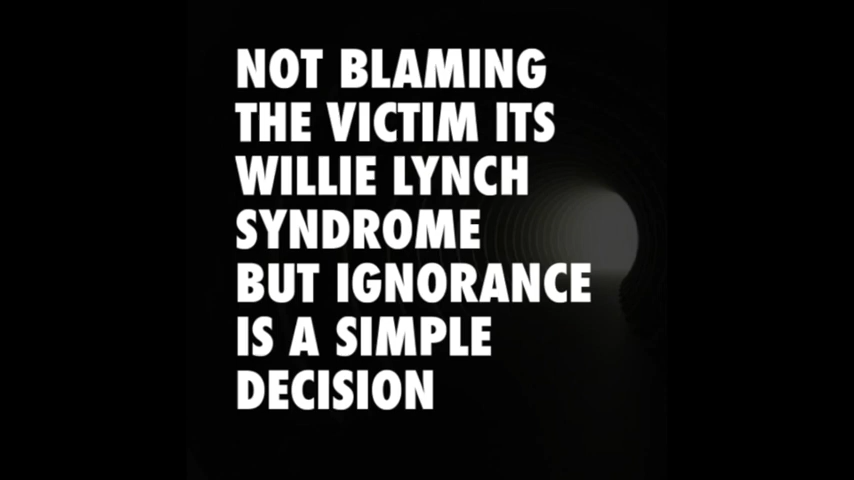 NOT BLAMING
THE VICTIM ITS
WILLIE LYNCH
SYNDROME
BUT IGNORANCE
IS A SIMPLE
DECISION